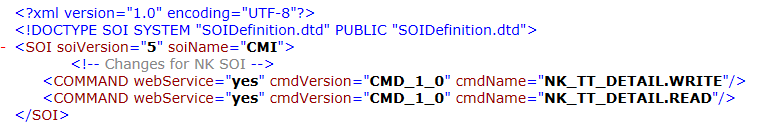 <?xml version="1.0" encoding="UTF-8"?>
<!DOCTYPE SOI SYSTEM "SOIDefinition.dtd" PUBLIC "SOIDefinition.dtd">
- <SOI soiVersion="5" soiName="CMI">
<!-- Changes for NK SOI -->
<COMMAND webService="yes" cmdVersion="CMD_1_0" cmdName="NK_TT_DETAIL.WRITE"/>
<COMMAND webService="yes" cmdVersion="CMD_1_0" cmdName="NK_TT_DETAIL.READ"/>
</SOI>